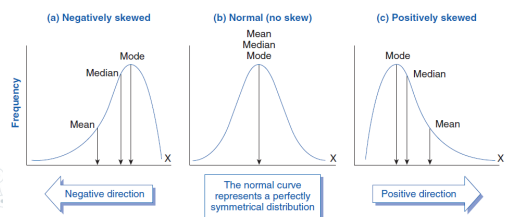 (a) Negatively skewed
Frequency
Mode
Median
Mean
X
Negative direction
(b) Normal (no skew)
Mean
Median
Mode
X
The normal curve
represents a perfectly
symmetrical distribution
(c) Positively skewed
Mode
Median
Mean
X
Positive direction